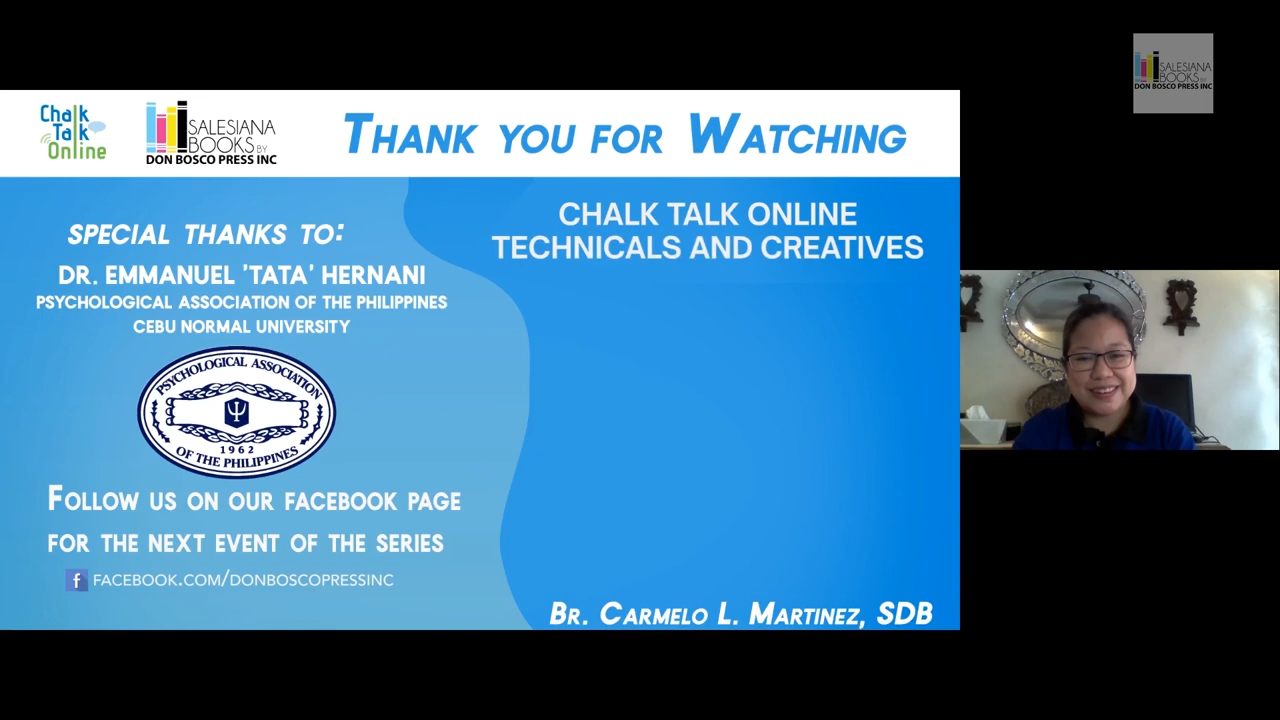 Chalk
Talk
Online
SALESIANA
BOOKS BY
DON BOSCO PRESS INC
THANK YOU FOR WATCHING
SPECIAL THANKS TO:
DR. EMMANUEL 'TATA' HERNANI
PSYCHOLOGICAL ASSOCIATION OF THE PHILIPPINES
CEBU NORMAL UNIVERSITY
PSYCHOLOGICAL ASSOCIATION
Ψ
1962
OF THE PHILIPPINES
FOLLOW US ON OUR FACEBOOK PAGE
FOR THE NEXT EVENT OF THE SERIES
f FACEBOOK.COM/DONBOSCOPRESSINC
CHALK TALK ONLINE
TECHNICALS AND CREATIVES
BR. CARMELO L. MARTINEZ, SDB
SALESIANA
BOOKS BY
DON BOSCO PRESS INC